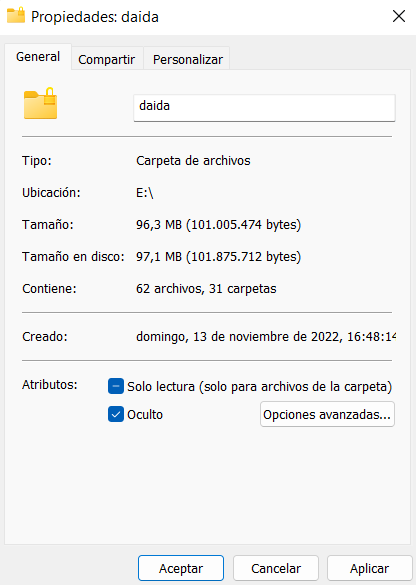 Propiedades: daida
General
Compartir
Personalizar
daida
Tipo: Carpeta de archivos
Ubicación: E:\
Tamaño: 96,3 MB (101.005.474 bytes)
Tamaño en disco: 97,1 MB (101.875.712 bytes)
Contiene: 62 archivos, 31 carpetas
Creado: domingo, 13 de noviembre de 2022, 16:48:14
Atributos: Solo lectura (solo para archivos de la carpeta)
Oculto Opciones avanzadas...
Aceptar Cancelar Aplicar